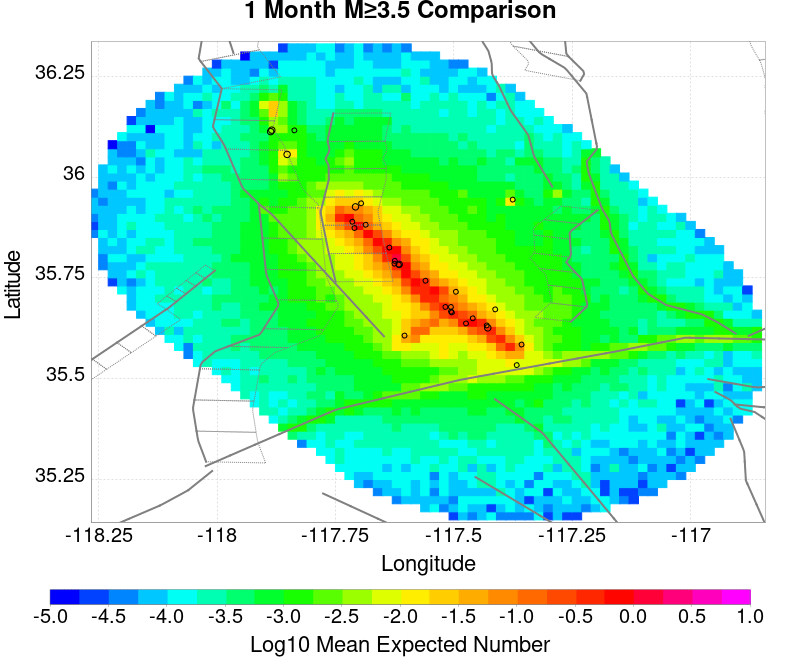 1 Month M≥3.5 Comparison
36.25
36
35.75
35.5
35.25
Latitude
-118.25 -118 -117.75 -117.5 -117.25 -117
Longitude
-5.0 -4.5 -4.0 -3.5 -3.0 -2.5 -2.0 -1.5 -1.0 -0.5 0.0 0.5 1.0
Log10 Mean Expected Number